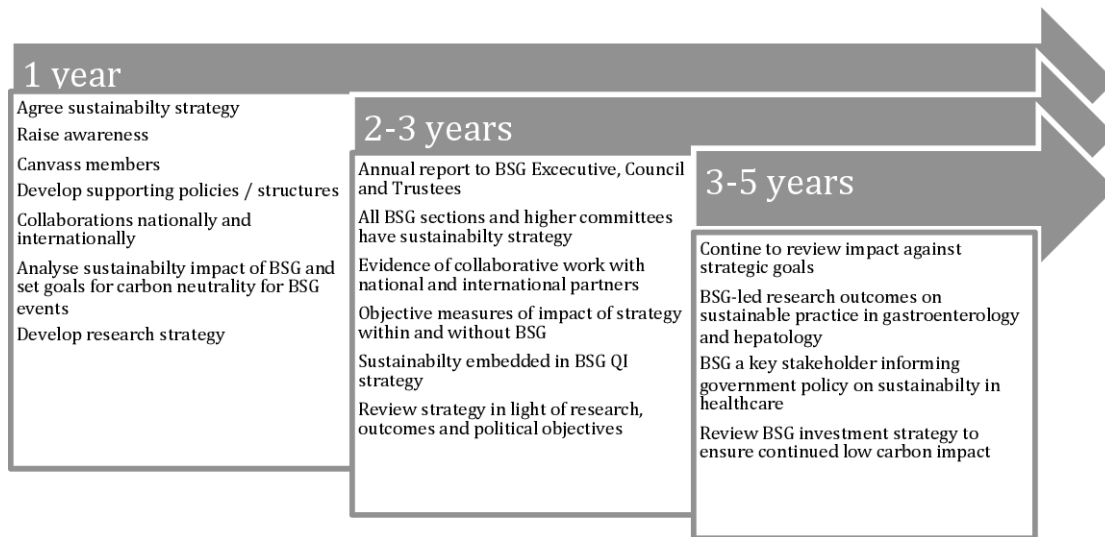 1 year
Agree sustainabilty strategy
Raise awareness
Canvass members
Develop supporting policies / structures
Collaborations nationally and
internationally
Analyse sustainabilty impact of BSG and
set goals for carbon neutrality for BSG
events
Develop research strategy
2-3 years
Annual report to BSG Excecutive, Council
and Trustees
All BSG sections and higher committees
have sustainabilty strategy
Evidence of collaborative work with
national and international partners
Objective measures of impact of strategy
within and without BSG
Sustainabilty embedded in BSG QI
strategy
Review strategy in light of research,
outcomes and political objectives
3-5 years
Contine to review impact against
strategic goals
BSG-led research outcomes on
sustainable practice in gastroenterology
and hepatology
BSG a key stakeholder informing
government policy on sustainabilty in
healthcare
Review BSG investment strategy to
ensure continued low carbon impact